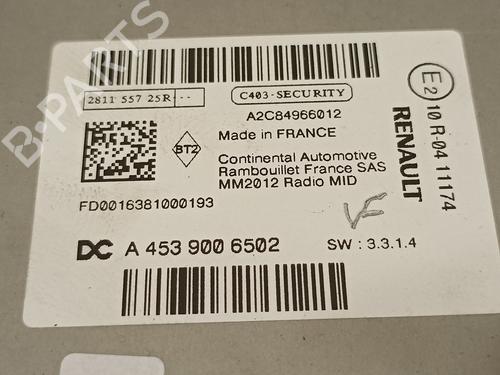 2811 557 25R---
C403-SECURITY
A2C84966012
Made in FRANCE
BT2
Continental Automotive
Rambouillet France SAS
MM2012 Radio MID
FD0016381000193
DC A 453 900 6502
SW : 3.3.1.4
E2
10 R-04 11174
RENAULT
B-PARTS